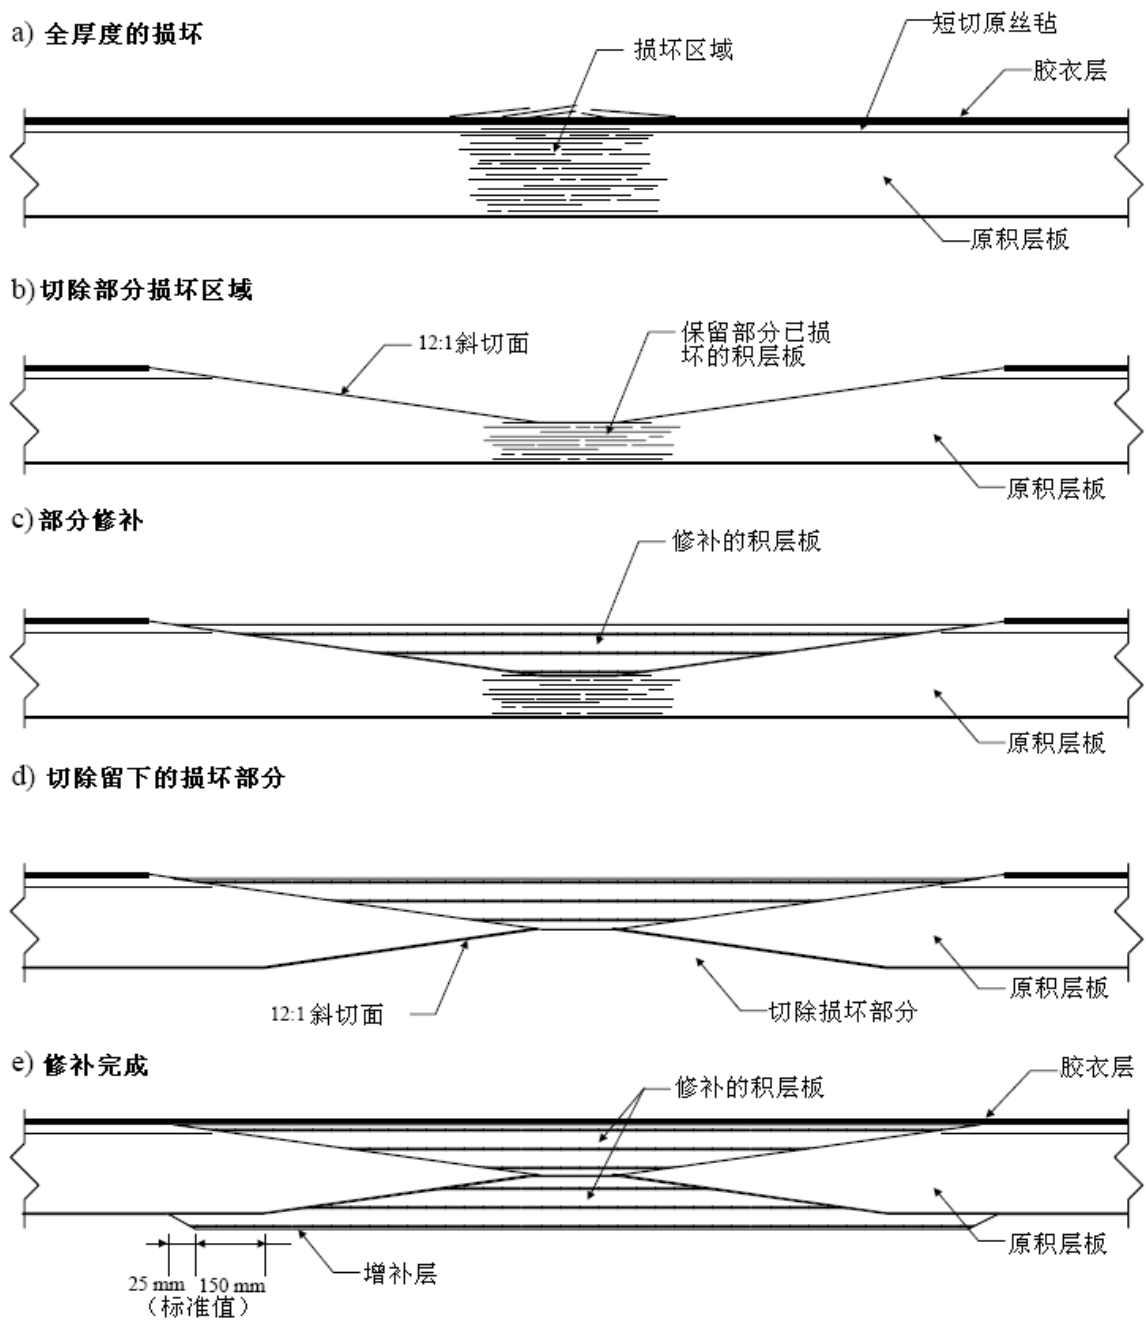 a) 全厚度的损坏
短切原丝毡
损坏区域
胶衣层
原积层板
b) 切除部分损坏区域
12:1斜切面
保留部分已损
坏的积层板
原积层板
c) 部分修补
修补的积层板
原积层板
d) 切除留下的损坏部分
原积层板
12:1 斜切面
切除损坏部分
e) 修补完成
胶衣层
修补的积层板
原积层板
增补层
25 mm 150 mm
（标准值）